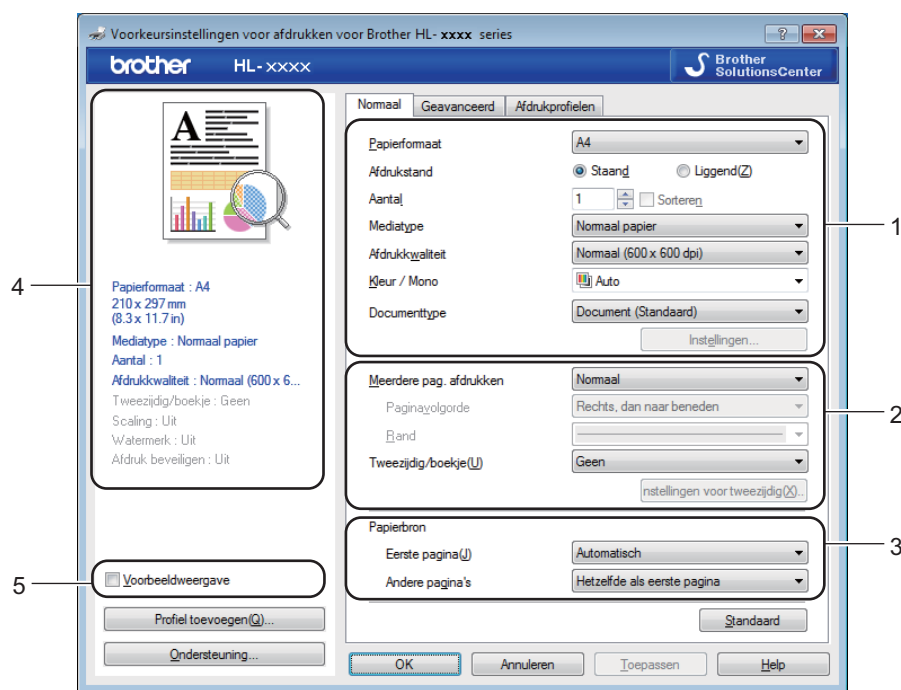 Voorkeursinstellingen voor afdrukken voor Brother HL- xxxx series
brother HL-xxxx
Brother
SolutionsCenter
Normaal Geavanceerd Afdrukprofielen
Papierformaat A4
Afdrukstand Staand Liggend(Z)
Aantal 1 Sorteren
Mediatype Normaal papier
Afdrukkwaliteit Normaal (600 x 600 dpi)
Kleur / Mono Auto
Documenttype Document (Standaard)
Instellingen...
1
Meerdere pag. afdrukken Normaal
Paginavolgorde Rechts, dan naar beneden
Rand
Tweezijdig/boekje(U) Geen
nstellingen voor tweezijdig(X)..
2
Papierbron
Eerste pagina(J) Automatisch
Andere pagina's Hetzelfde als eerste pagina
3
Standaard
4
A
Papierformaat : A4
210 x 297 mm
(8.3 x 11.7 in)
Mediatype : Normaal papier
Aantal : 1
Afdrukkwaliteit : Normaal (600 x 6...
Tweezijdig/boekje : Geen
Scaling : Uit
Watermerk : Uit
Afdruk beveiligen : Uit
5
Voorbeeldweergave
Profiel toevoegen(Q)...
Ondersteuning...
OK Annuleren Toepassen Help